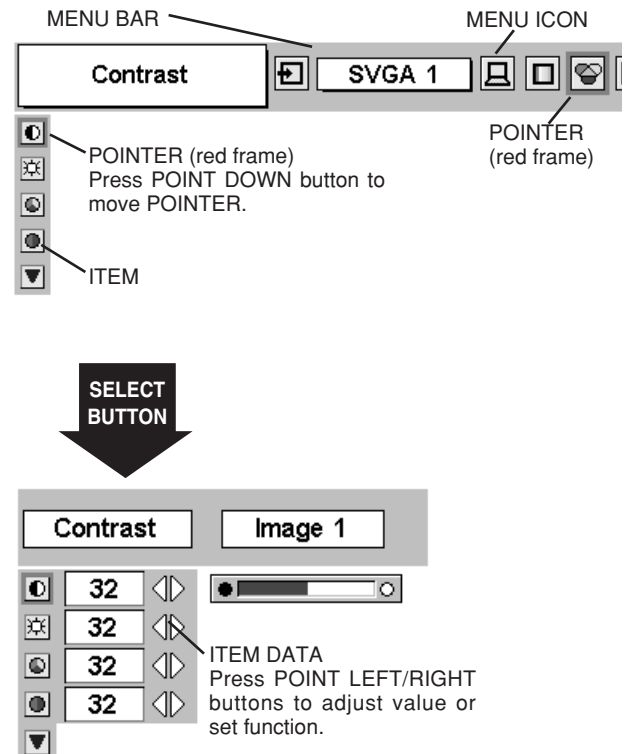 MENU BAR
MENU ICON
Contrast
SVGA 1
POINTER
(red frame)
POINTER (red frame)
Press POINT DOWN button to
move POINTER.
ITEM
SELECT
BUTTON
Contrast
Image 1
32
32
32
32
ITEM DATA
Press POINT LEFT/RIGHT
buttons to adjust value or
set function.